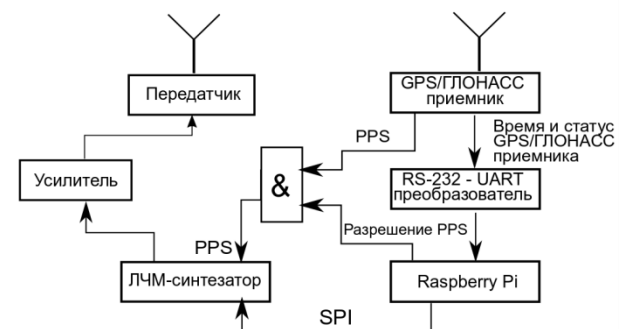 GPS/ГЛОНАСС
приемник
Передатчик
PPS
Время и статус
GPS/ГЛОНАСС
приемника
Усилитель
&
RS-232 - UART
преобразователь
Разрешение PPS
PPS
ЛЧМ-синтезатор
Raspberry Pi
SPI